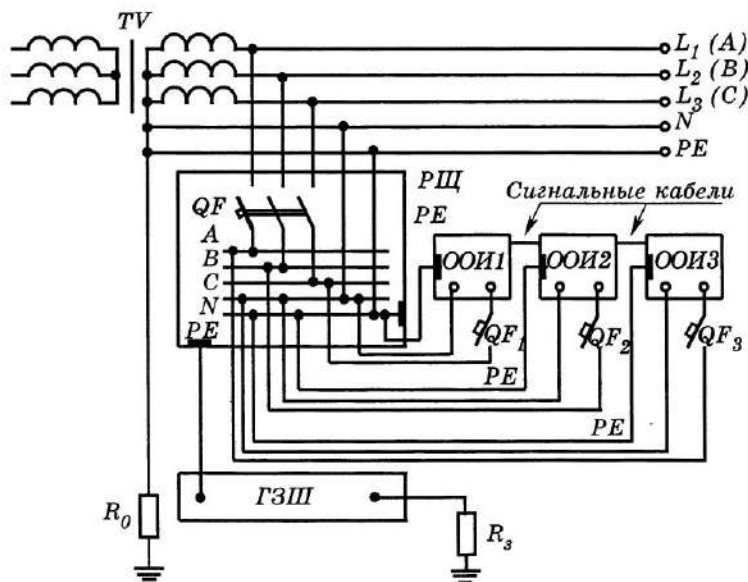 TV
L₁ (A)
L₂ (B)
L₃ (C)
N
PE
РЩ
QF
PE
Сигнальные кабели
A
B
C
N
PE
ООИ1
ООИ2
ООИ3
QF₁
QF₂
QF₃
PE
PE
ГЗШ
R₀
Rз